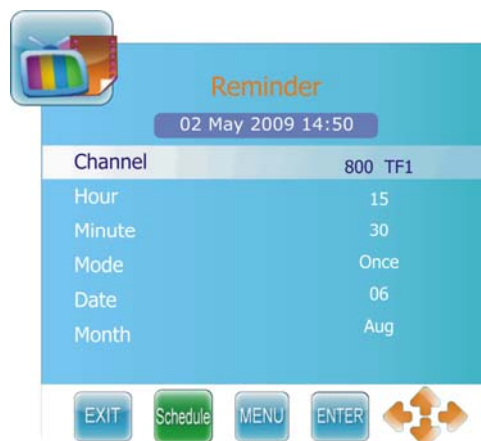 Reminder
02 May 2009 14:50
Channel 800 TF1
Hour 15
Minute 30
Mode Once
Date 06
Month Aug
EXIT Schedule MENU ENTER